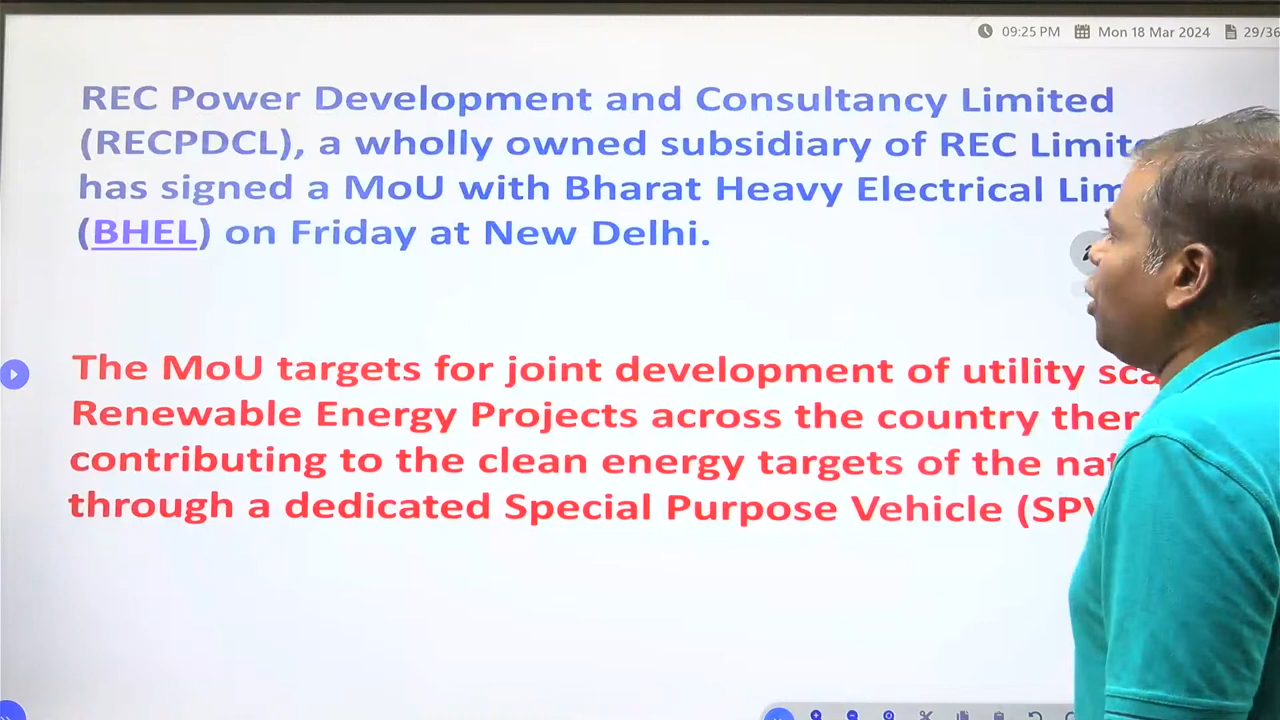 09:25 PM Mon 18 Mar 2024 29/36
REC Power Development and Consultancy Limited
(RECPDCL), a wholly owned subsidiary of REC
has signed a MoU with Bharat Heavy Electrical
(BHEL) on Friday at New Delhi.
The MoU targets for joint development of utility
Renewable Energy Projects across the country
contributing to the clean energy targets of the
through a dedicated Special Purpose Vehicle